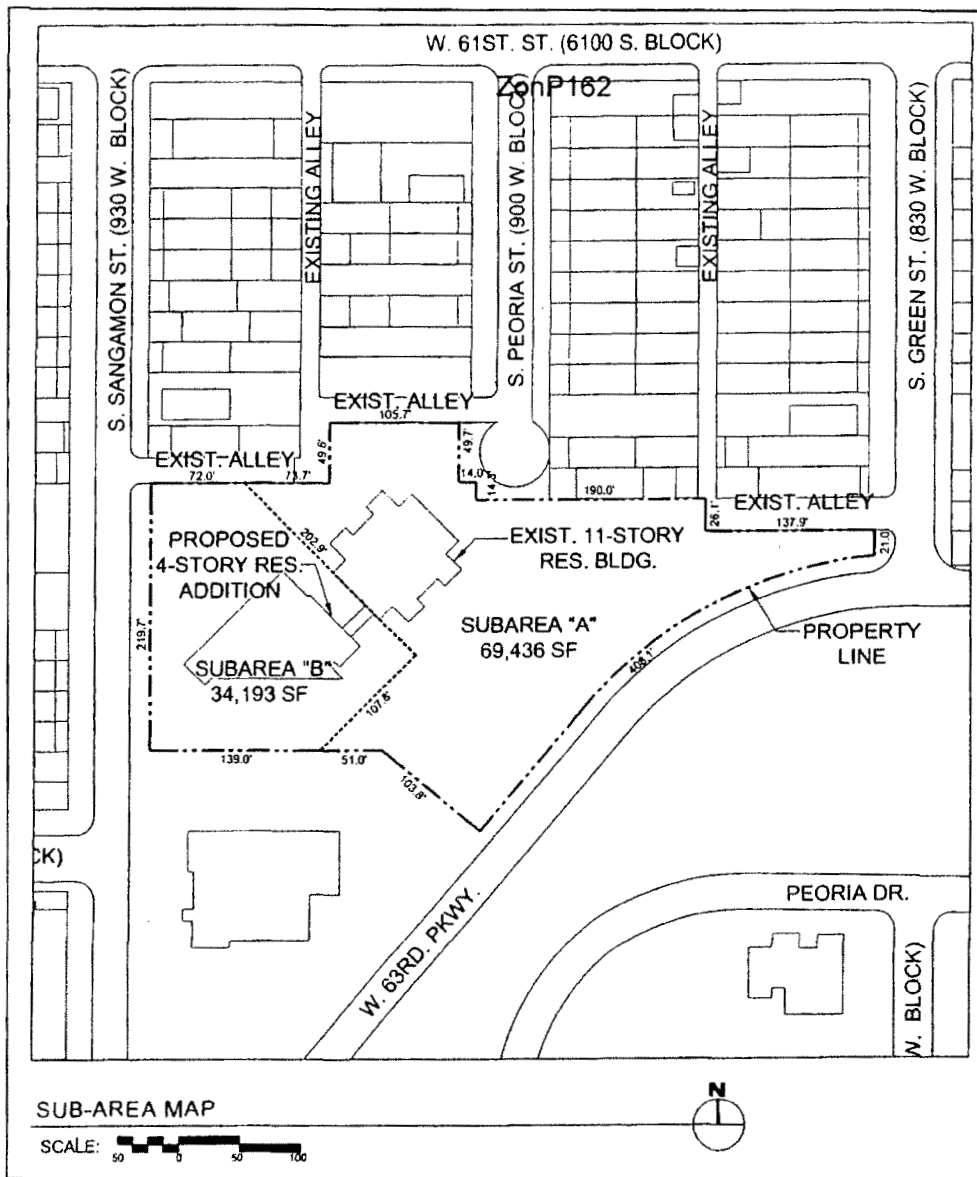 W. 61ST. ST. (6100 S. BLOCK)
ZonP162
S. SANGAMON ST. (930 W. BLOCK)
EXISTING ALLEY
S. PEORIA ST. (900 W. BLOCK)
EXISTING ALLEY
S. GREEN ST. (830 W. BLOCK)
EXIST. ALLEY
105.7'
49.6'
49.7'
EXIST. ALLEY
72.0'
73.7'
14.0'
190.0'
EXIST. ALLEY
26.1'
137.9'
21.0'
202.9'
PROPOSED
4-STORY RES.
ADDITION
EXIST. 11-STORY
RES. BLDG.
219.7'
SUBAREA "A"
69,436 SF
PROPERTY
LINE
SUBAREA "B"
34,193 SF
408.1'
139.0'
51.0'
103.8'
CK)
W. 63RD. PKWY.
PEORIA DR.
W. BLOCK)
SUB-AREA MAP
N
SCALE:
50 0 50 100